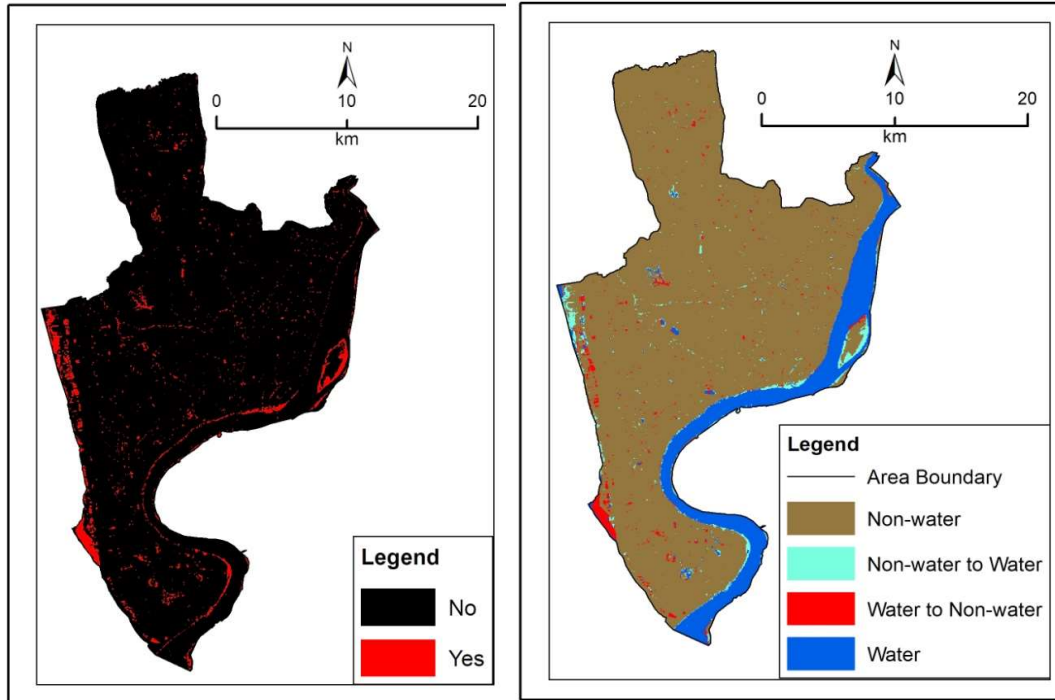 N
0 10 20
km
Legend
No
Yes
N
0 10 20
km
Legend
Area Boundary
Non-water
Non-water to Water
Water to Non-water
Water